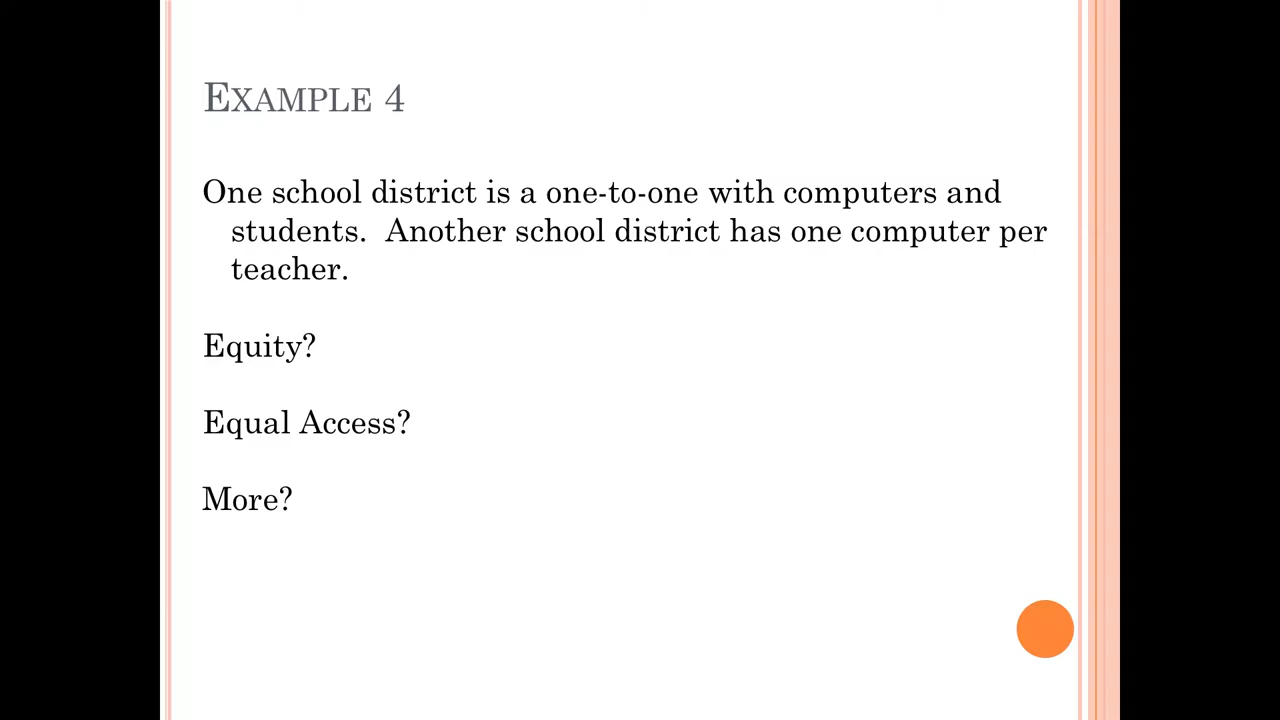 EXAMPLE 4
One school district is a one-to-one with computers and
students.  Another school district has one computer per
teacher.
Equity?
Equal Access?
More?